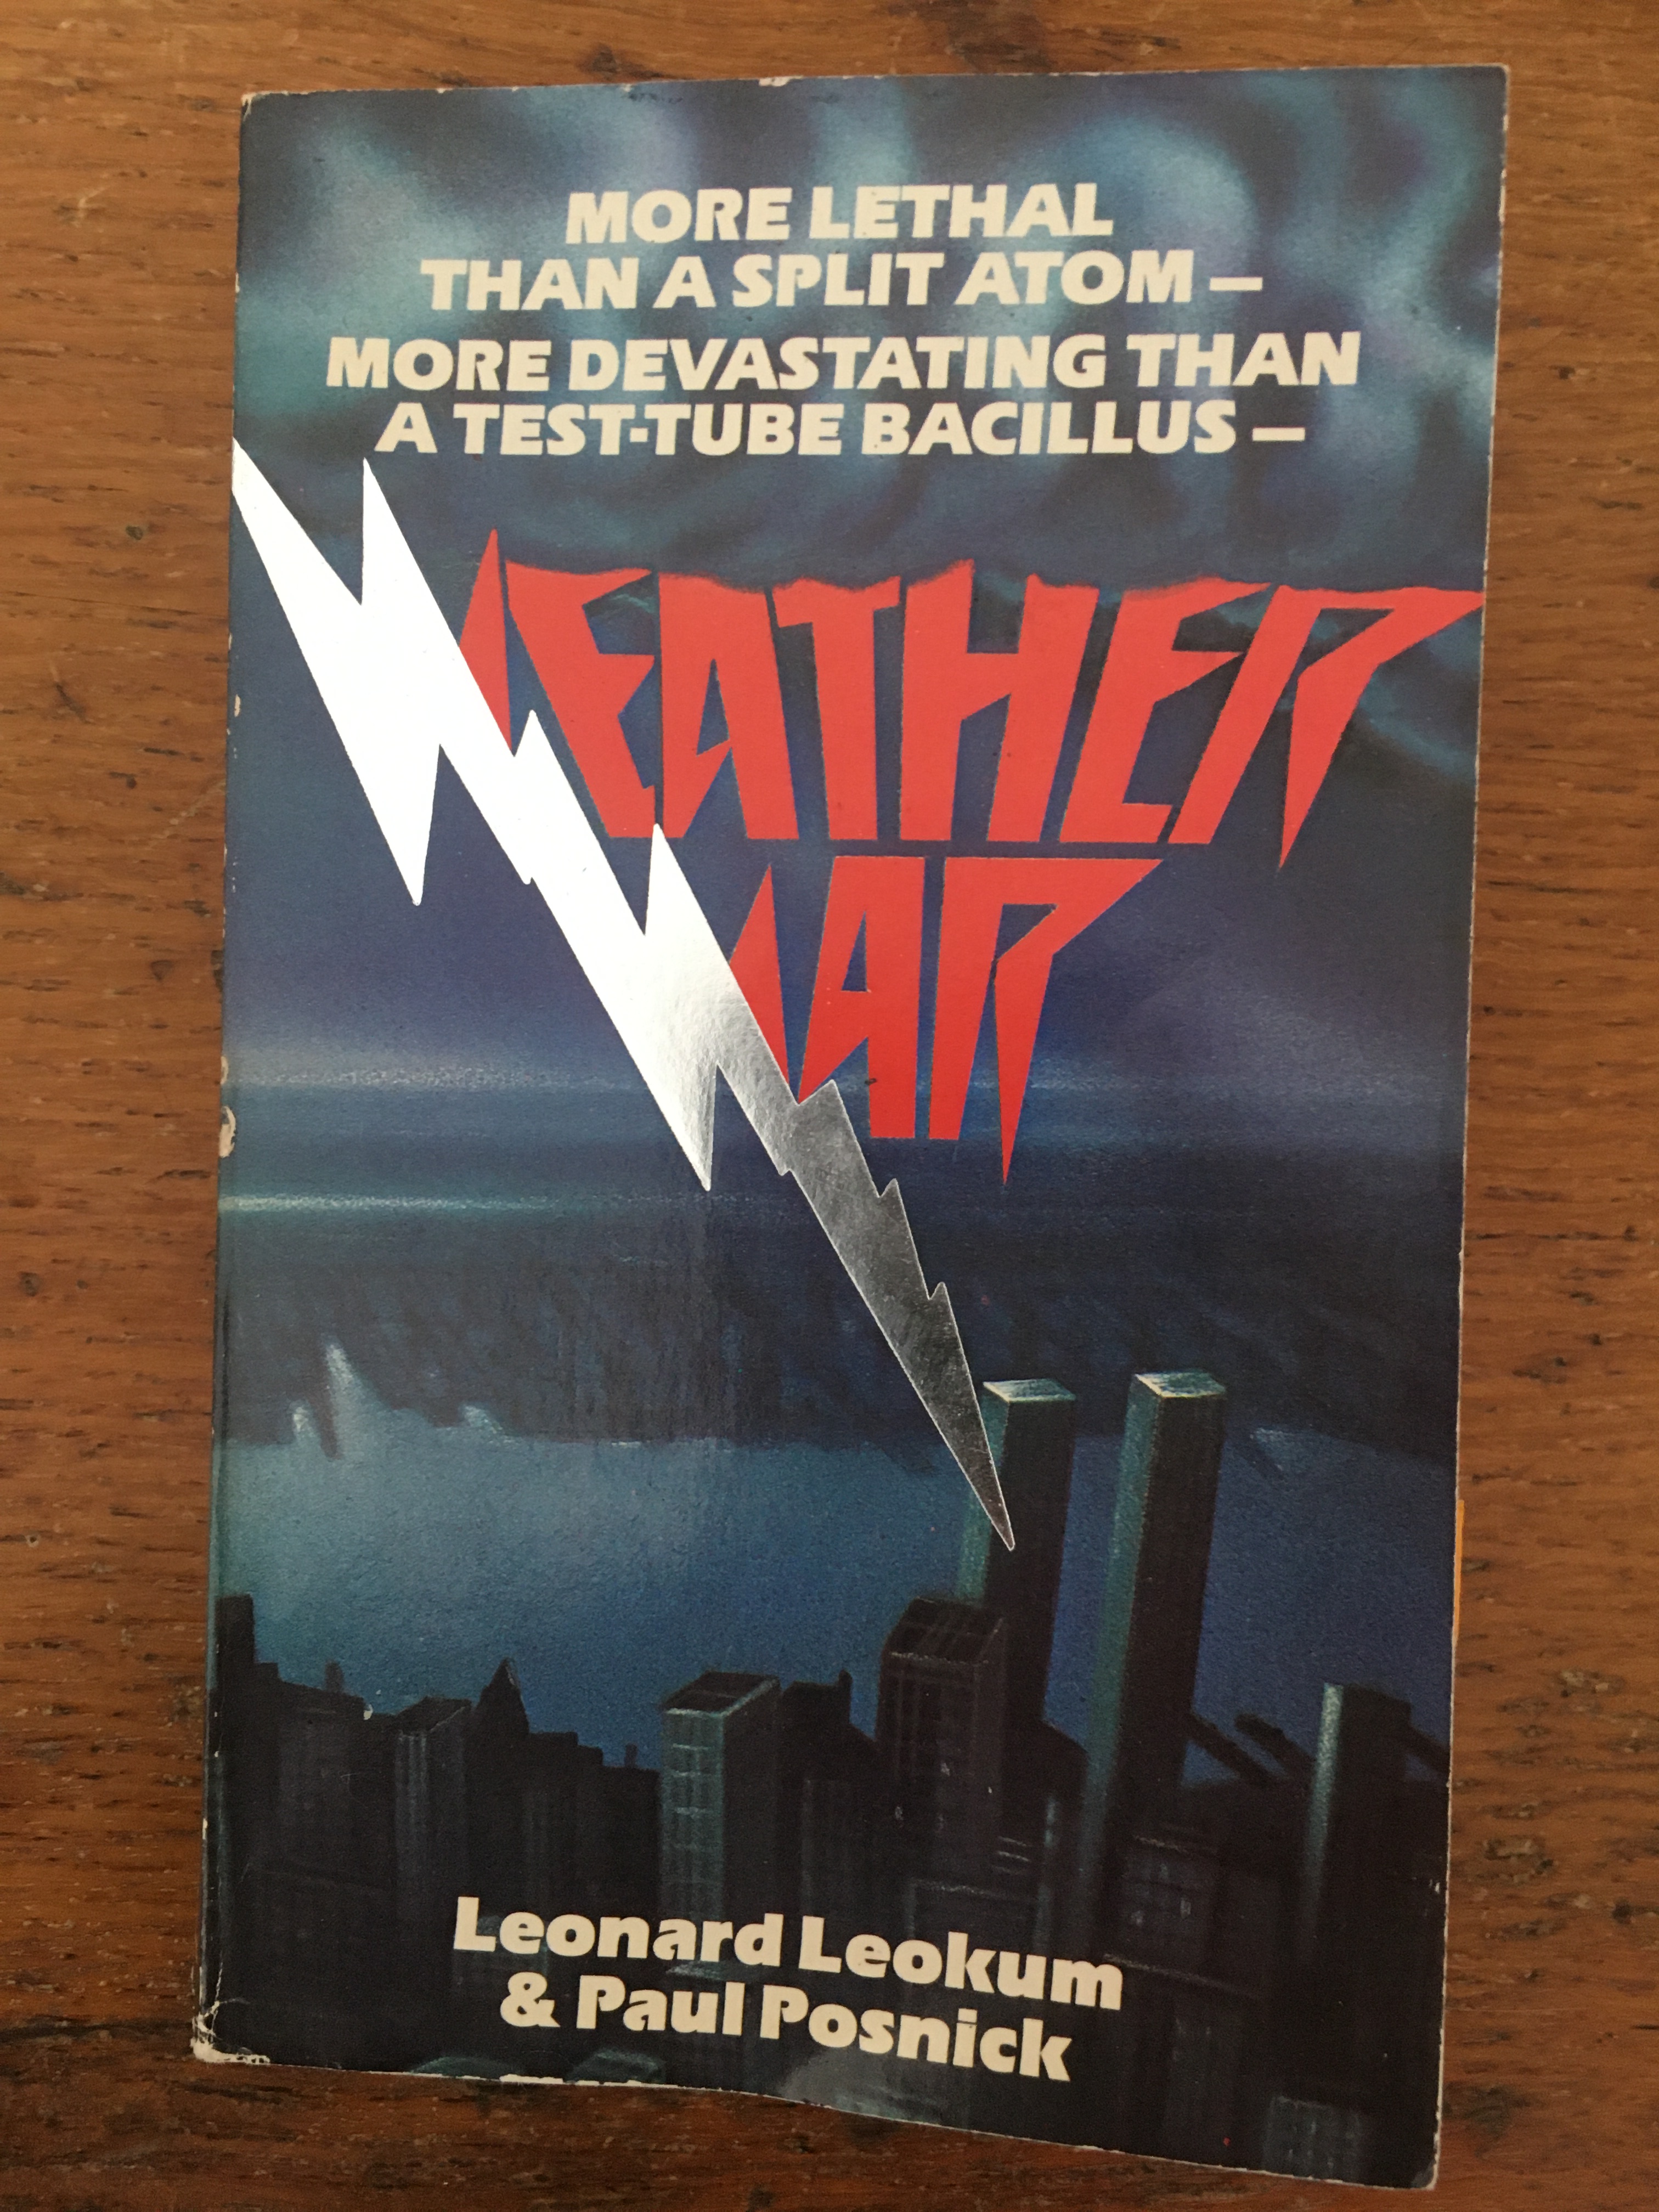 MORE LETHAL
THAN A SPLIT ATOM –
MORE DEVASTATING THAN
A TEST-TUBE BACILLUS –
WEATHER
WAR
Leonard Leokum
& Paul Posnick